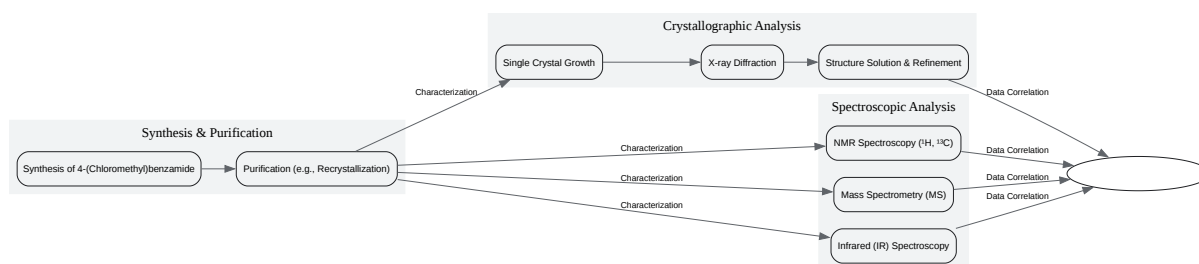 Crystallographic Analysis
Single Crystal Growth
X-ray Diffraction
Structure Solution & Refinement
Characterization
Data Correlation
Synthesis & Purification
Synthesis of 4-(Chloromethyl)benzamide
Purification (e.g., Recrystallization)
Spectroscopic Analysis
Characterization
NMR Spectroscopy (¹H, ¹³C)
Data Correlation
Characterization
Mass Spectrometry (MS)
Data Correlation
Characterization
Infrared (IR) Spectroscopy
Data Correlation